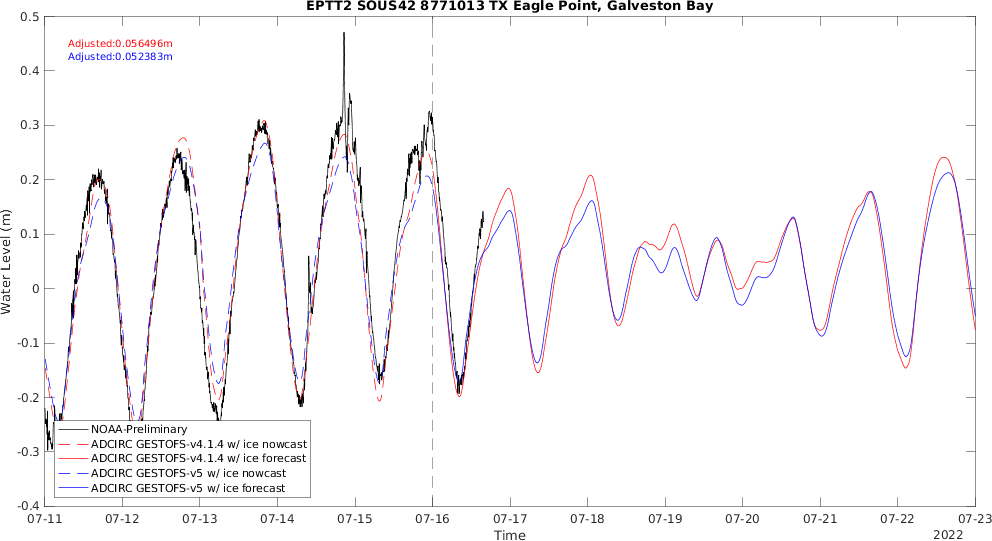 EPTT2 SOUS42 8771013 TX Eagle Point, Galveston Bay
Adjusted:0.056496m
Adjusted:0.052383m
0.5
0.4
0.3
0.2
0.1
0
-0.1
-0.2
-0.3
-0.4
Water Level (m)
NOAA-Preliminary
ADCIRC GESTOFS-v4.1.4 w/ ice nowcast
ADCIRC GESTOFS-v4.1.4 w/ ice forecast
ADCIRC GESTOFS-v5 w/ ice nowcast
ADCIRC GESTOFS-v5 w/ ice forecast
07-11 07-12 07-13 07-14 07-15 07-16 07-17 07-18 07-19 07-20 07-21 07-22 07-23
Time
2022